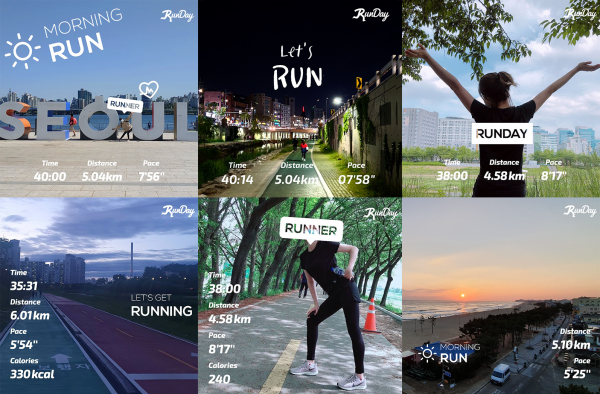 MORNING
RUN
RunDay
SEOUL
RUNNER
Time
Distance
Pace
40:00
5.04km
7'56"
RunDay
Let's
RUN
Time
Distance
Pace
40:14
5.04km
07'58"
RunDay
RUNDAY
Time
Distance
Pace
38:00
4.58km
8'17"
RunDay
Time
35:31
Distance
6.01km
Pace
5'54"
Calories
330kcal
LET'S GET
RUNNING
RunDay
RUNNER
Time
38:00
Distance
4.58km
Pace
8'17"
Calories
240
RunDay
MORNING
RUN
Distance
5.10km
Pace
5'25"